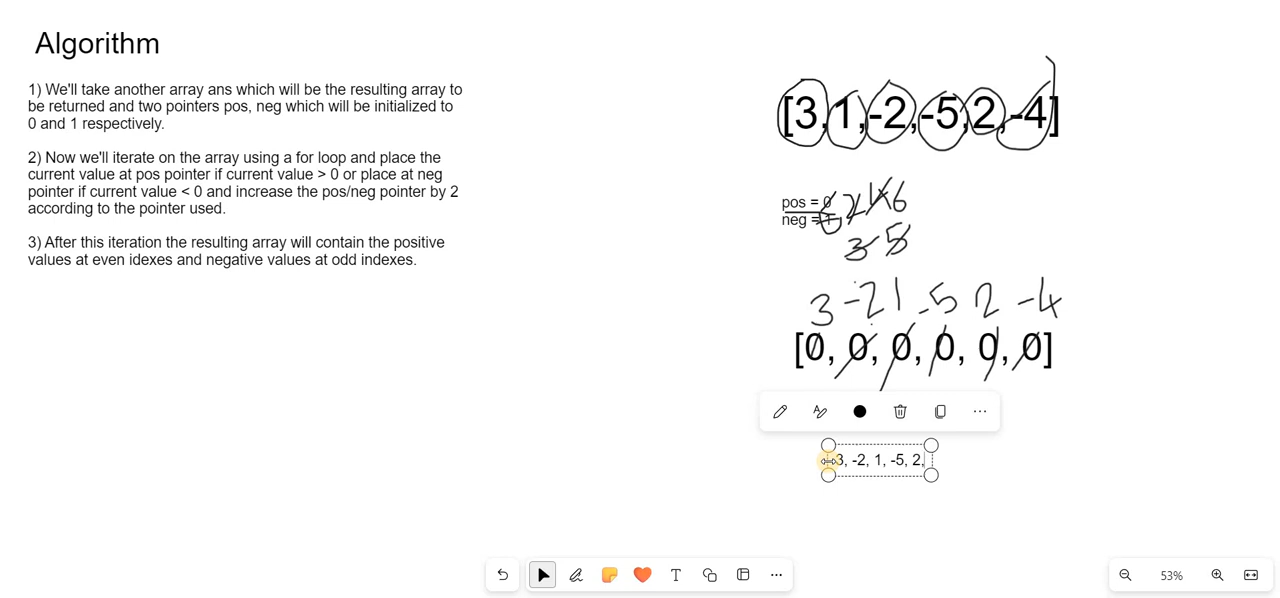 Algorithm
1) We'll take another array ans which will be the resulting array to
be returned and two pointers pos, neg which will be initialized to
0 and 1 respectively.
2) Now we'll iterate on the array using a for loop and place the
current value at pos pointer if current value > 0 or place at neg
pointer if current value < 0 and increase the pos/neg pointer by 2
according to the pointer used.
3) After this iteration the resulting array will contain the positive
values at even idexes and negative values at odd indexes.
[3,1,-2,-5,2,-4]
pos = 0 2 4 6
neg = 1
3 5
3 -2 1 -5 2 -4
[0, 0, 0, 0, 0, 0]
3, -2, 1, -5, 2,
53%